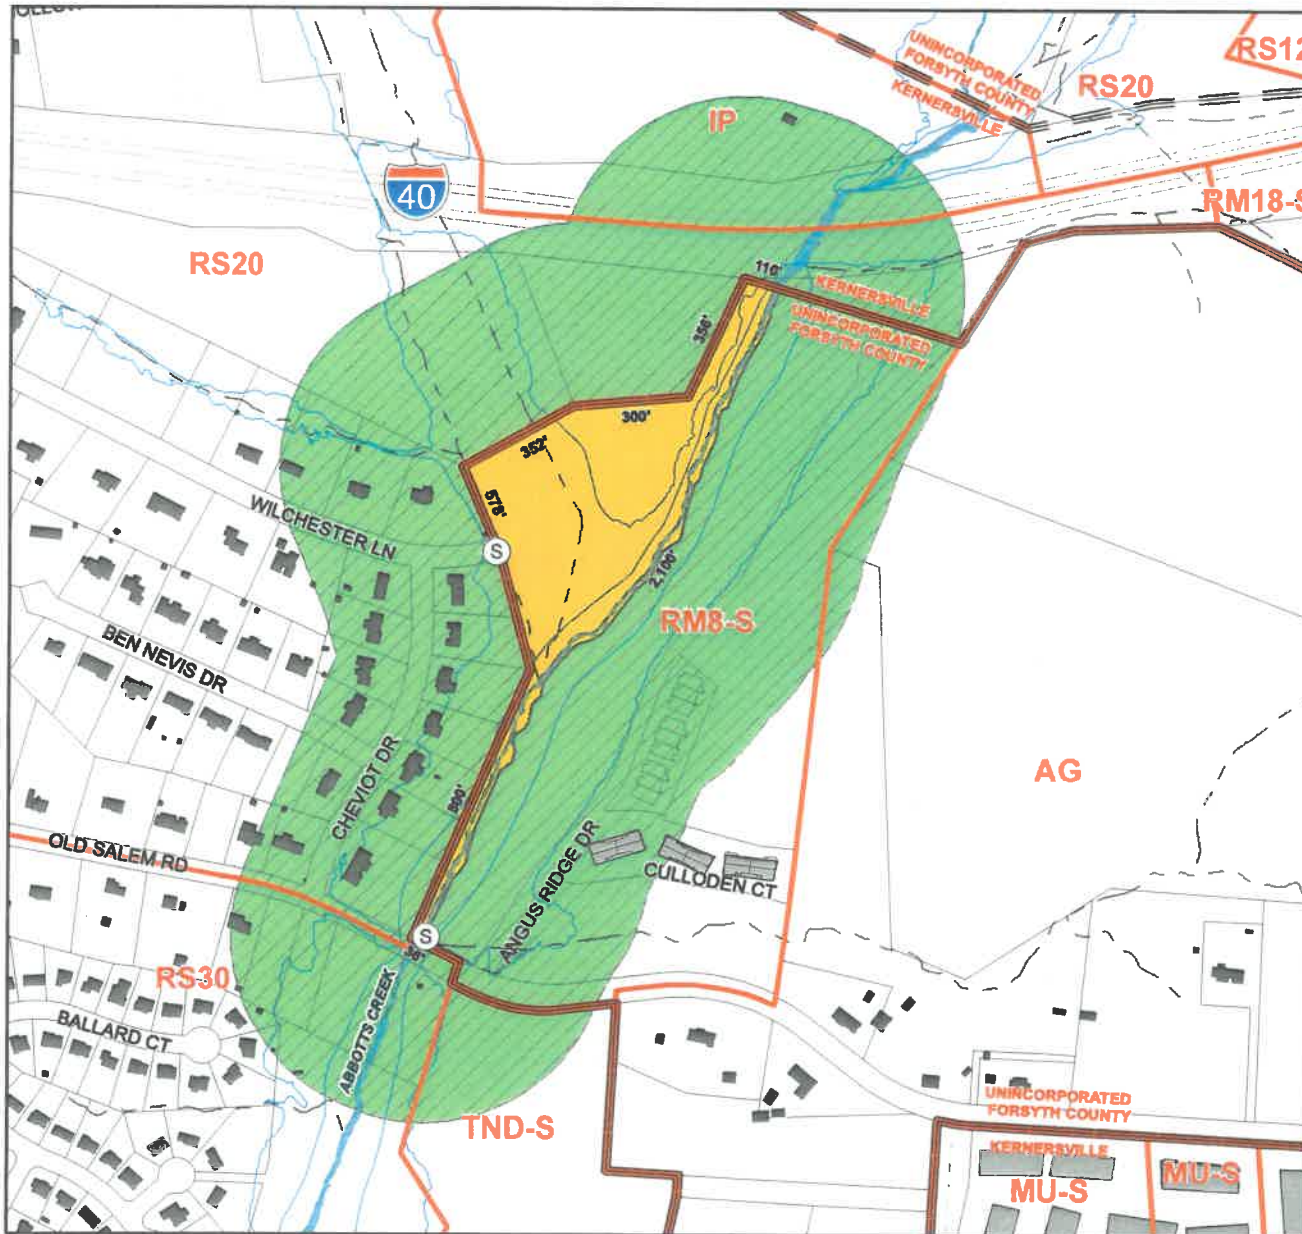 UNINCORPORATED
FORSYTH COUNTY
KERNERSVILLE
RS12
RS20
IP
40
RM18-S
RS20
110'
KERNERSVILLE
UNINCORPORATED
FORSYTH COUNTY
356'
300'
352'
578'
WILCHESTER LN
S
2,100'
RM8-S
BEN NEVIS DR
CHEVIOT DR
800'
AG
OLD SALEM RD
ANGUS RIDGE DR
CULLODEN CT
S
RS30
ABBOTTS CREEK
BALLARD CT
TND-S
UNINCORPORATED
FORSYTH COUNTY
KERNERSVILLE
MU-S
MU-S